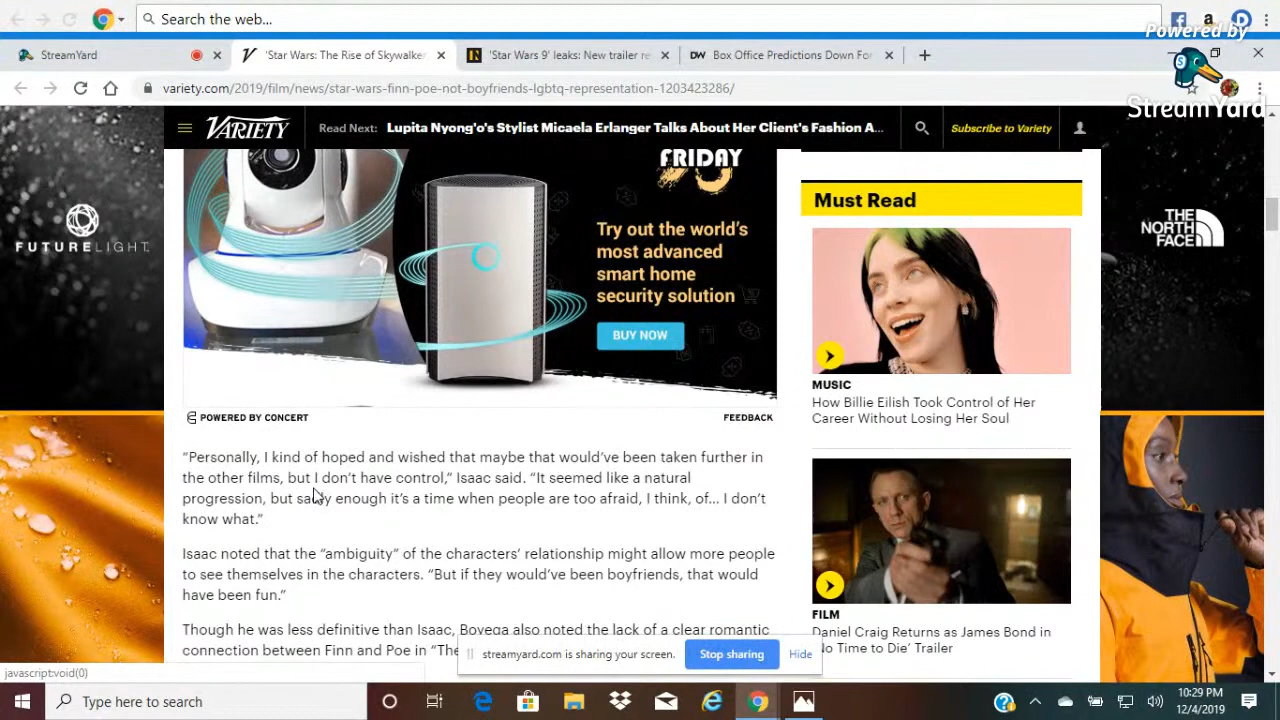 Search the web...
Powered by
StreamYard
StreamYard
'Star Wars: The Rise of Skywalker
'Star Wars 9' leaks: New trailer re
DW
Box Office Predictions Down For
variety.com/2019/film/news/star-wars-finn-poe-not-boyfriends-lgbtq-representation-1203423286/
VARIETY
Read Next: Lupita Nyong'o's Stylist Micaela Erlanger Talks About Her Client's Fashion A...
Subscribe to Variety
FUTURELIGHT
THE
NORTH
FACE
FRIDAY
Try out the world's
most advanced
smart home
security solution
BUY NOW
POWERED BY CONCERT
FEEDBACK
Must Read
MUSIC
How Billie Eilish Took Control of Her
Career Without Losing Her Soul
FILM
Daniel Craig Returns as James Bond in
'No Time to Die' Trailer
“Personally, I kind of hoped and wished that maybe that would’ve been taken further in
the other films, but I don’t have control,” Isaac said. “It seemed like a natural
progression, but sadly enough it’s a time when people are too afraid, I think, of... I don’t
know what.”
Isaac noted that the “ambiguity” of the characters’ relationship might allow more people
to see themselves in the characters. “But if they would’ve been boyfriends, that would
have been fun.”
Though he was less definitive than Isaac, Boyega also noted the lack of a clear romantic
connection between Finn and Poe in “The
streamyard.com is sharing your screen.
Stop sharing
Hide
javascript:void(0)
Type here to search
10:29 PM
12/4/2019